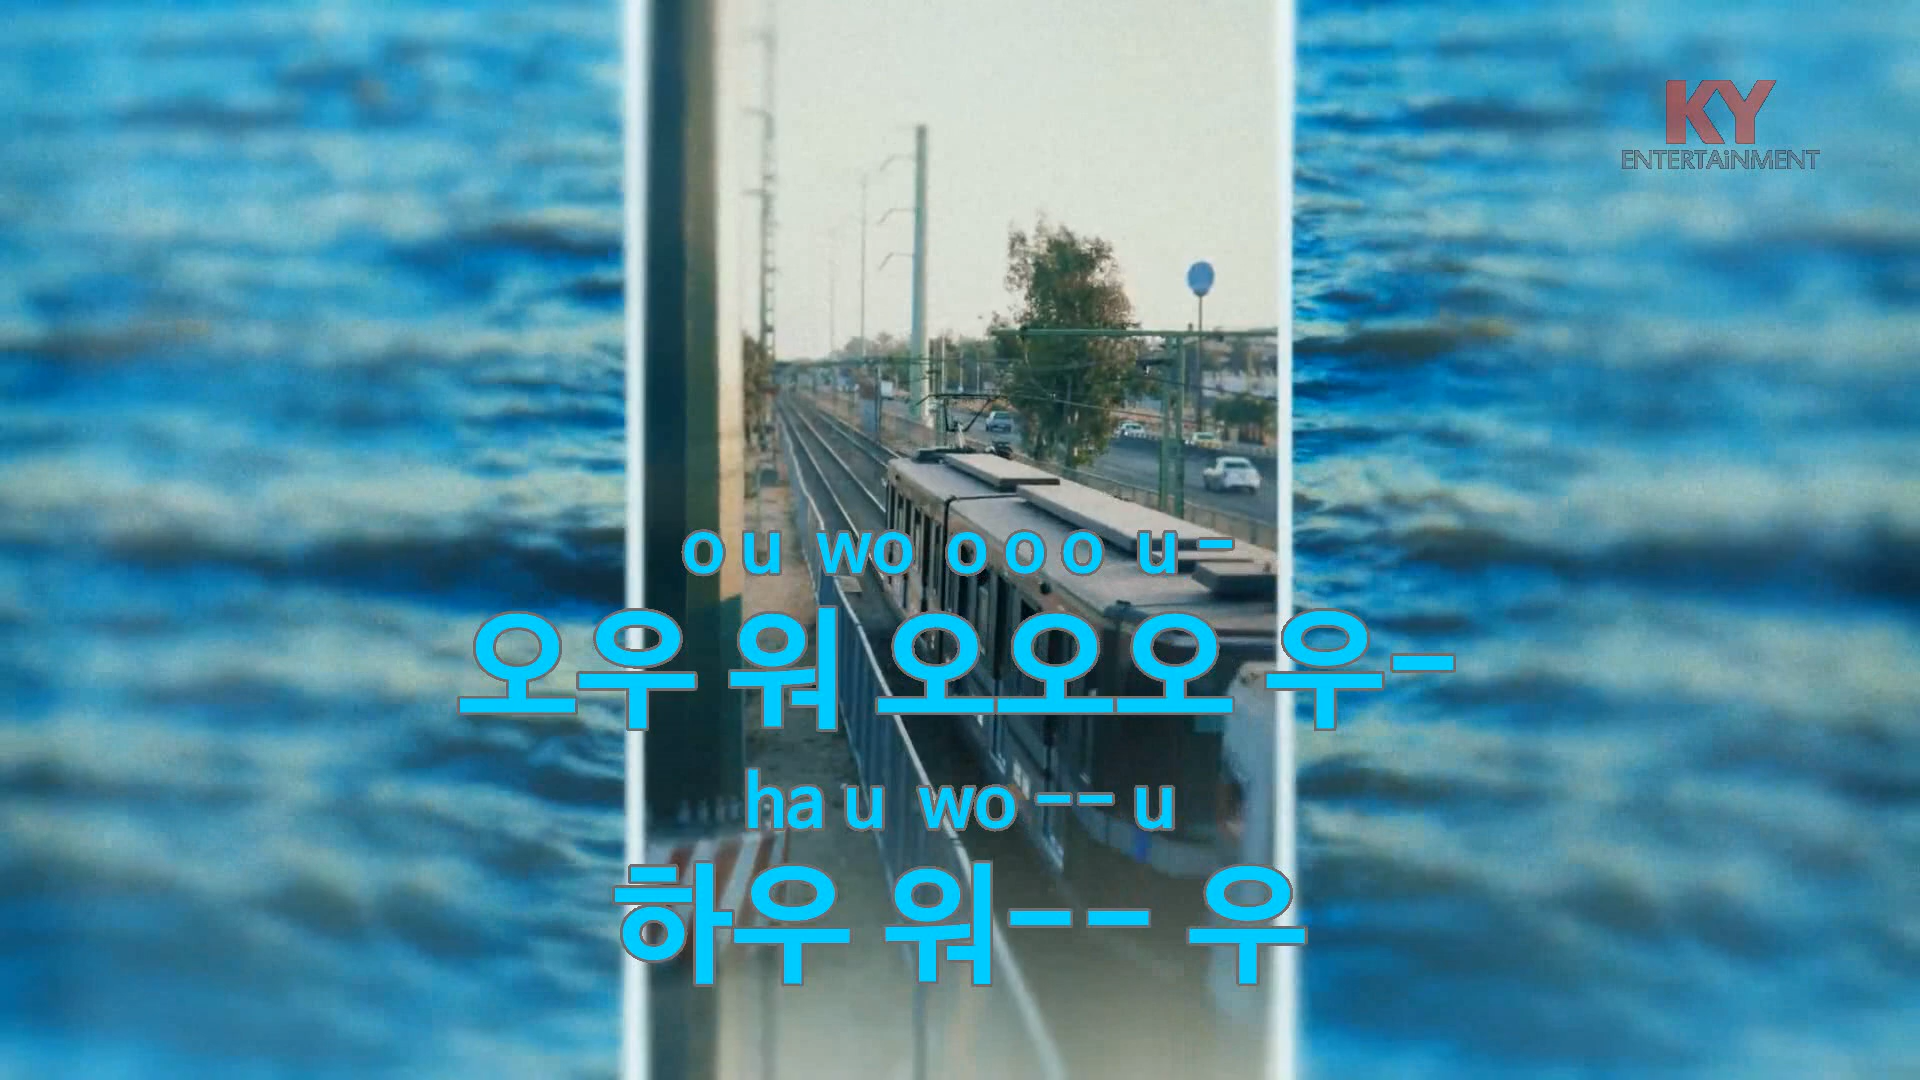 KY
ENTERTAiNMENT
o u wo o o o u -
오우 워 오오오 우-
ha u wo -- u
하우 워-- 우